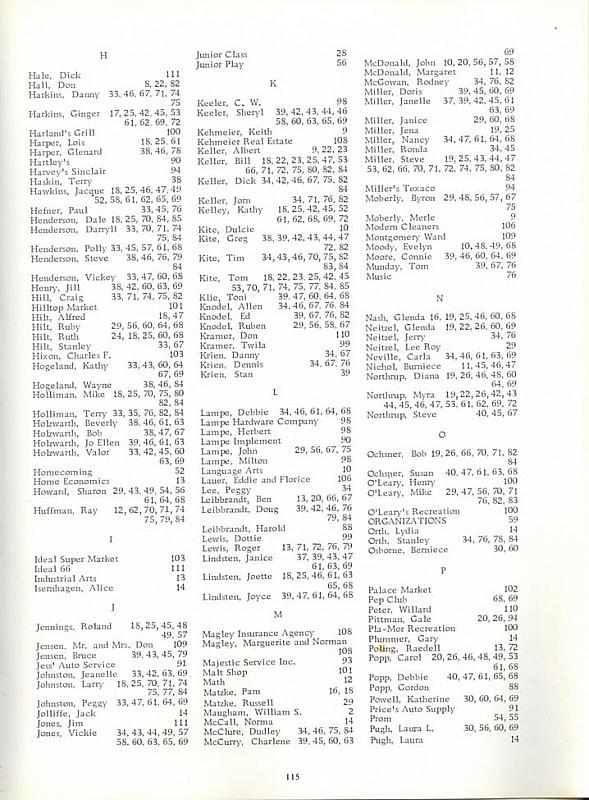 H
Hale, Dick 111
Hall, Don 8, 22, 82
Harkins, Danny 33, 46, 67, 71, 74
75
Harkins, Ginger 17, 25, 42, 45, 53
61, 62, 69, 72
Harland's Grill 100
Harper, Lois 18, 25, 61
Harper, Glenard 38, 46, 78
Hartley's 90
Harvey's Sinclair 94
Haskin, Terry 38
Hawkins, Jacque 18, 25, 46, 47, 49
52, 58, 61, 62, 65, 69
Hefner, Paul 33, 45, 76
Henderson, Dale 18, 25, 70, 84, 85
Henderson, Darryll 33, 70, 71, 74
75, 84
Henderson, Polly 33, 45, 57, 61, 68
Henderson, Steve 38, 46, 76, 79
84
Henderson, Vickey 33, 47, 60, 68
Henry, Jill 38, 42, 60, 63, 69
Hill, Craig 33, 71, 74, 75, 82
Hilltop Market 101
Hilt, Alfred 18, 47
Hilt, Ruby 29, 56, 60, 64, 68
Hilt, Ruth 24, 18, 25, 60, 68
Hilt, Stanley 33, 67
Hixon, Charles F. 103
Hogeland, Kathy 33, 43, 60, 64
67, 69
Hogeland, Wayne 38, 46, 84
Holliman, Mike 18, 25, 70, 75, 80
82, 84
Holliman, Terry 33, 35, 76, 82, 84
Holzwarth, Beverly 38, 46, 61, 63
Holzwarth, Bob 38, 47, 67
Holzwarth, Jo Ellen 39, 46, 61, 63
Holzwarth, Valor 33, 42, 45, 60
63, 69
Homecoming 52
Home Economics 13
Howard, Sharon 29, 43, 49, 54, 56
61, 64, 68
Huffman, Ray 12, 62, 70, 71, 74
75, 79, 84
I
Ideal Super Market 103
Ideal 66 111
Industrial Arts 13
Isernhagen, Alice 14
J
Jennings, Roland 18, 25, 45, 48
49, 57
Jensen, Mr. and Mrs. Don 109
Jensen, Bruce 39, 43, 45, 79
Jess' Auto Service 91
Johnston, Jeanelle 33, 42, 63, 69
Johnston, Larry 18, 25, 70, 71, 74
75, 77, 84
Johnston, Peggy 33, 47, 61, 64, 69
Jolliffe, Jack 14
Jones, Jim 111
Jones, Vickie 34, 43, 44, 49, 57
58, 60, 63, 65, 69
Junior Class 28
Junior Play 56
K
Keeler, C. W. 98
Keeler, Sheryl 39, 42, 43, 44, 46
58, 60, 63, 65, 69
Kehmeier, Keith 9
Kehmeier Real Estate 108
Keller, Albert 9, 22, 23
Keller, Bill 18, 22, 23, 25, 47, 53
66, 71, 72, 75, 80, 82, 84
Keller, Dick 34, 42, 46, 67, 75, 82
84
Keller, Jom 34, 71, 76, 82
Kelley, Kathy 18, 25, 42, 45, 52
61, 62, 68, 69, 72
Kite, Dulcie 10
Kite, Greg 38, 39, 42, 43, 44, 47
72, 82
Kite, Tim 34, 43, 46, 70, 75, 82
83, 84
Kite, Tom 18, 22, 23, 25, 42, 45
53, 70, 71, 74, 75, 77, 84, 85
Klie, Toni 39, 47, 60, 64, 68
Knodel, Allen 34, 46, 67, 76, 84
Knodel, Ed 39, 67, 76, 82
Knodel, Ruben 29, 56, 58, 67
Kramer, Don 110
Kramer, Twila 99
Krien, Danny 34, 67
Krien, Dennis 34, 67, 76
Krien, Stan 39
L
Lampe, Debbie 34, 46, 61, 64, 68
Lampe Hardware Company 98
Lampe, Herbert 98
Lampe Implement 90
Lampe, John 29, 56, 67, 75
Lampe, Milton 98
Language Arts 10
Lauer, Eddie and Florice 106
Lee, Peggy 34
Leibbrandt, Ben 13, 20, 66, 67
Leibbrandt, Doug 39, 42, 46, 76
79, 84
Leibbrandt, Harold 88
Lewis, Dottie 99
Lewis, Roger 13, 71, 72, 76, 79
Lindsten, Janice 37, 39, 43, 47
61, 63, 69
Lindsten, Joette 18, 25, 46, 61, 63
65, 68
Lindsten, Joyce 39, 47, 61, 64, 68
M
Magley Insurance Agency 108
Magley, Marguerite and Norman
108
Majestic Service Inc. 93
Malt Shop 101
Math 12
Matzke, Pam 16, 18
Matzke, Russell 29
Maugham, William S. 2
McCall, Norma 14
McClure, Dudley 34, 46, 75, 84
McCurry, Charlene 39, 45, 60, 63
69
McDonald, John 10, 20, 56, 57, 58
McDonald, Margaret 11, 12
McGowan, Rodney 34, 76, 82
Miller, Doris 39, 45, 60, 69
Miller, Janelle 37, 39, 42, 45, 61
63, 69
Miller, Janice 29, 60, 68
Miller, Jena 19, 25
Miller, Nancy 34, 47, 61, 64, 68
Miller, Ronda 34, 45
Miller, Steve 19, 25, 43, 44, 47
53, 62, 66, 70, 71, 72, 74, 75, 80, 82
84
Miller's Texaco 94
Moberly, Byron 29, 48, 56, 57, 67
75
Moberly, Merle 9
Modern Cleaners 106
Montgomery Ward 109
Moody, Evelyn 10, 48, 49, 68
Moore, Connie 39, 46, 60, 64, 69
Munday, Tom 39, 67, 76
Music 76
N
Nash, Glenda 16, 19, 25, 46, 60, 68
Neitzel, Glenda 19, 22, 26, 60, 69
Neitzel, Jerry 34, 76
Neitzel, Lee Roy 29
Neville, Carla 34, 46, 61, 63, 69
Nichol, Burniece 11, 45, 46, 47
Northrup, Diana 19, 26, 46, 48, 60
64, 69
Northrup, Myra 19, 22, 26, 42, 43
44, 45, 46, 47, 53, 61, 62, 69, 72
Northrup, Steve 40, 45, 67
O
Ochsner, Bob 19, 26, 66, 70, 71, 82
84
Ochsner, Susan 40, 47, 61, 63, 68
O'Leary, Henry 100
O'Leary, Mike 29, 47, 56, 70, 71
76, 82, 83
O'Leary's Recreation 100
ORGANIZATIONS 59
Orth, Lydia 14
Orth, Stanley 34, 76, 78, 84
Osborne, Berniece 30, 60
P
Palace Market 102
Pep Club 68, 69
Peter, Willard 110
Pittman, Gale 20, 26, 94
Pla-Mor Recreation 100
Plummer, Gary 14
Poling, Raedell 13, 72
Popp, Carol 20, 26, 46, 48, 49, 53
61, 68
Popp, Debbie 40, 47, 61, 65, 68
Popp, Gordon 88
Powell, Katherine 30, 60, 64, 69
Price's Auto Supply 91
Prom 54, 55
Pugh, Laura L. 30, 56, 60, 69
Pugh, Laura 14
115